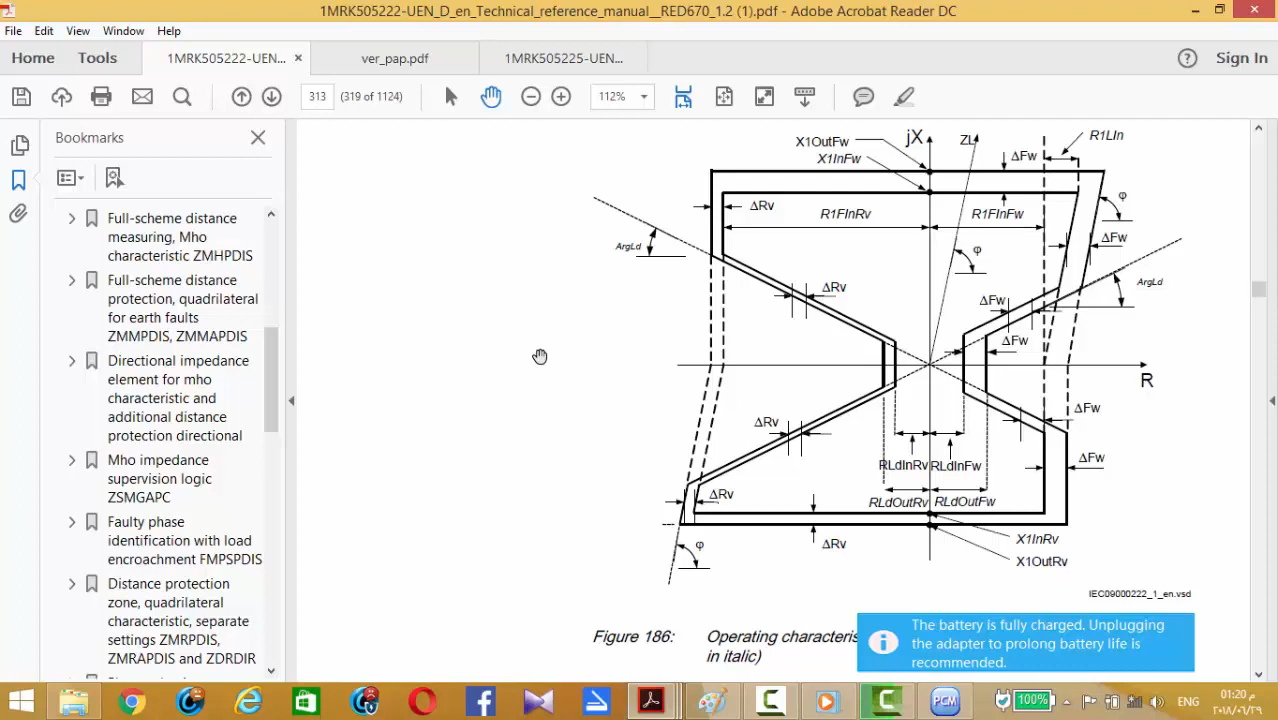 1MRK505222-UEN_D_en_Technical_reference_manual__RED670_1.2 (1).pdf - Adobe Acrobat Reader DC
File Edit View Window Help
Home Tools 1MRK505222-UEN... × ver_pap.pdf 1MRK505225-UEN... Sign In
313 (319 of 1124) 112%
Bookmarks
Full-scheme distance
measuring, Mho
characteristic ZMHPDIS
Full-scheme distance
protection, quadrilateral
for earth faults
ZMMPDIS, ZMMAPDIS
Directional impedance
element for mho
characteristic and
additional distance
protection directional
Mho impedance
supervision logic
ZSMGAPC
Faulty phase
identification with load
encroachment FMPSPDIS
Distance protection
zone, quadrilateral
characteristic, separate
settings ZMRPDIS,
ZMRAPDIS and ZDRDIR
X1OutFw jX ZL R1LIn
X1InFw ΔFw
ΔRv R1FInRv R1FInFw φ
ArgLd φ ΔFw
ΔRv ΔFw ArgLd
ΔFw
R
ΔRv ΔFw
RLdInRv RLdInFw ΔFw
ΔRv RLdOutRv RLdOutFw
φ ΔRv X1InRv
X1OutRv
IEC09000222_1_en.vsd
Figure 186: Operating characteris
in italic)
The battery is fully charged. Unplugging
the adapter to prolong battery life is
recommended.
PCM 100% ENG 01:20 م
٢٠١٨/٠٦/٢٩